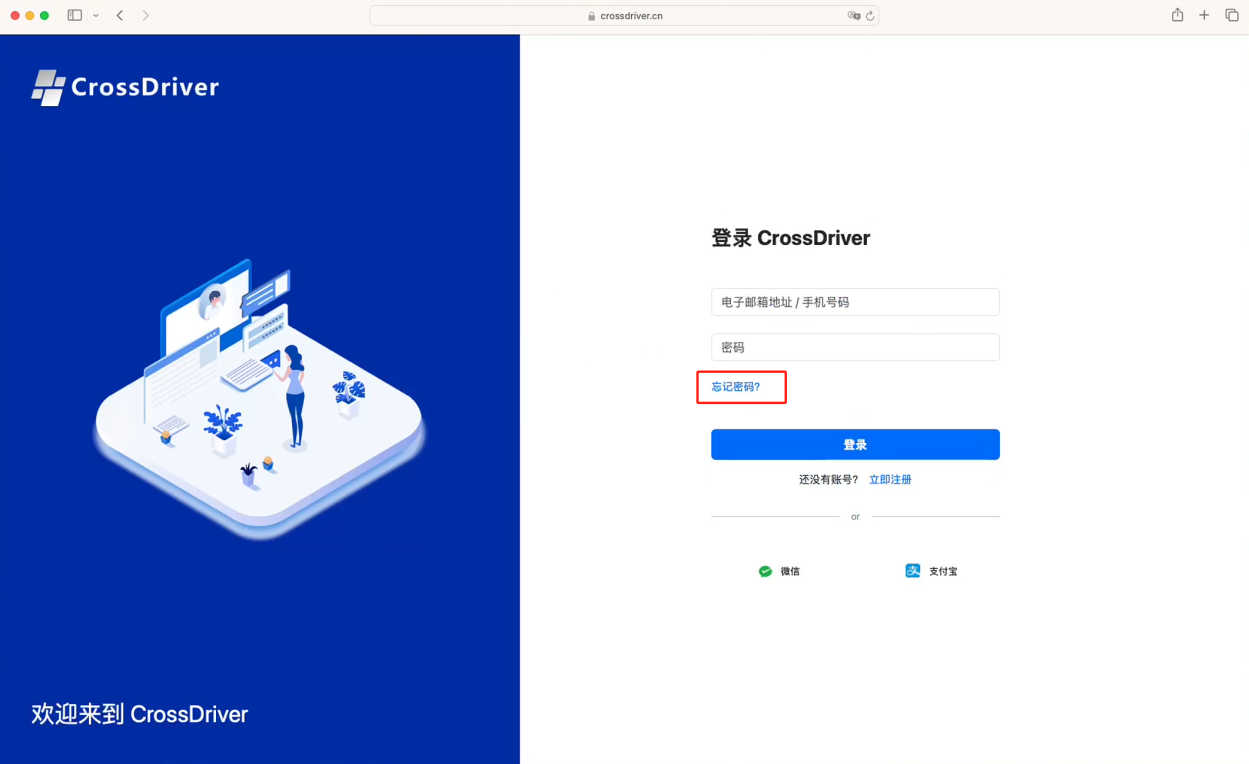 crossdriver.cn
CrossDriver
登录 CrossDriver
电子邮箱地址 / 手机号码
密码
忘记密码?
登录
还没有账号? 立即注册
or
微信
支付宝
欢迎来到 CrossDriver